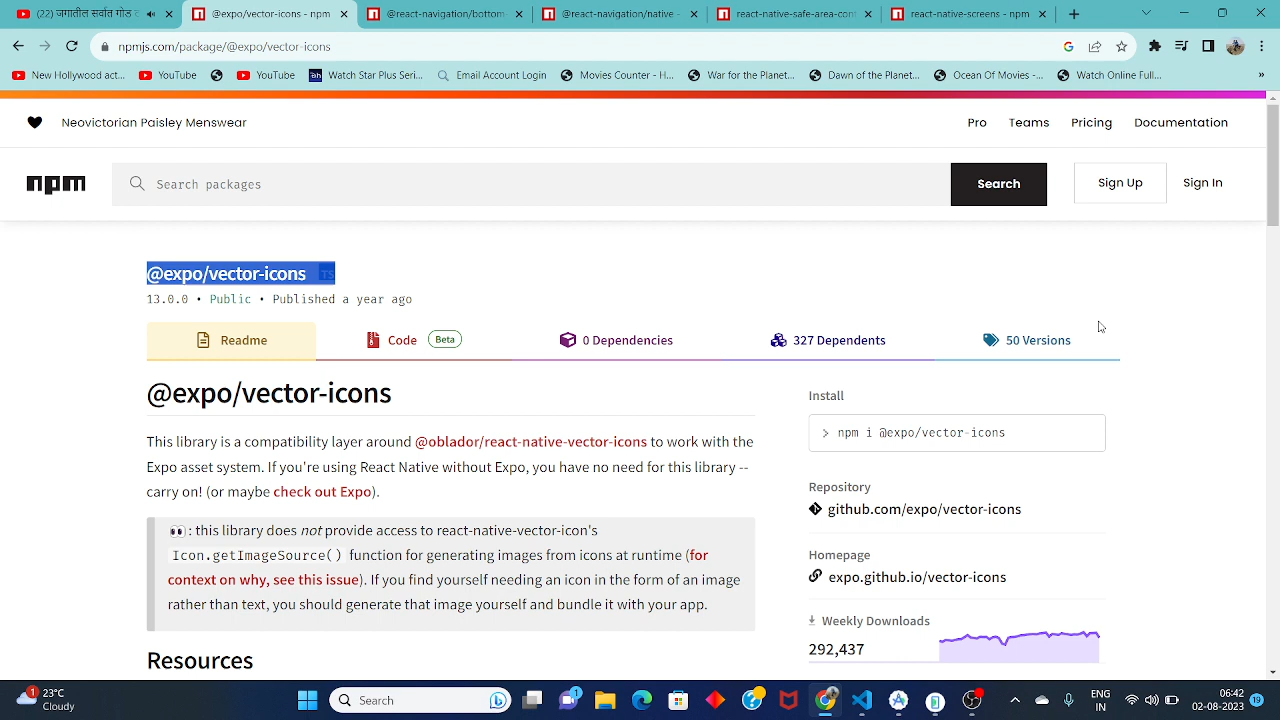 (22) जन्तरीत सर्वात मोठा
@expo/vector-icons - npm
@react-navigation/bottom-
@react-navigation/native -
react-native-safe-area-cont
react-native-screens - npm
npmjs.com/package/@expo/vector-icons
New Hollywood act...
YouTube
YouTube
Watch Star Plus Seri...
Email Account Login
Movies Counter - H...
War for the Planet...
Dawn of the Planet...
Ocean Of Movies -...
Watch Online Full...
»
Neovictorian Paisley Menswear
Pro
Teams
Pricing
Documentation
npm
Search packages
Search
Sign Up
Sign In
@expo/vector-icons TS
13.0.0 • Public • Published a year ago
Readme
Code Beta
0 Dependencies
327 Dependents
50 Versions
@expo/vector-icons
This library is a compatibility layer around @oblador/react-native-vector-icons to work with the
Expo asset system. If you're using React Native without Expo, you have no need for this library --
carry on! (or maybe check out Expo).
👀 : this library does not provide access to react-native-vector-icon's
Icon.getImageSource() function for generating images from icons at runtime (for
context on why, see this issue). If you find yourself needing an icon in the form of an image
rather than text, you should generate that image yourself and bundle it with your app.
Resources
Install
> npm i @expo/vector-icons
Repository
github.com/expo/vector-icons
Homepage
expo.github.io/vector-icons
Weekly Downloads
292,437
1
23°C
Cloudy
Search
1
ENG
IN
06:42
02-08-2023
19